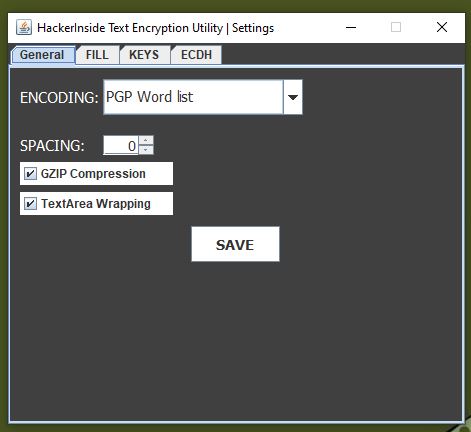 HackerInside Text Encryption Utility | Settings
General FILL KEYS ECDH
ENCODING: PGP Word list
SPACING: 0
GZIP Compression
TextArea Wrapping
SAVE